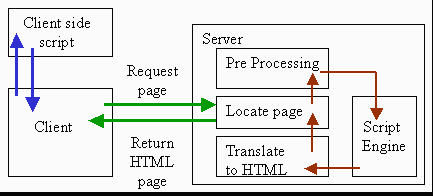 Client side
script
Client
Request
page
Return
HTML
page
Server
Pre Processing
Locate page
Translate
to HTML
Script
Engine